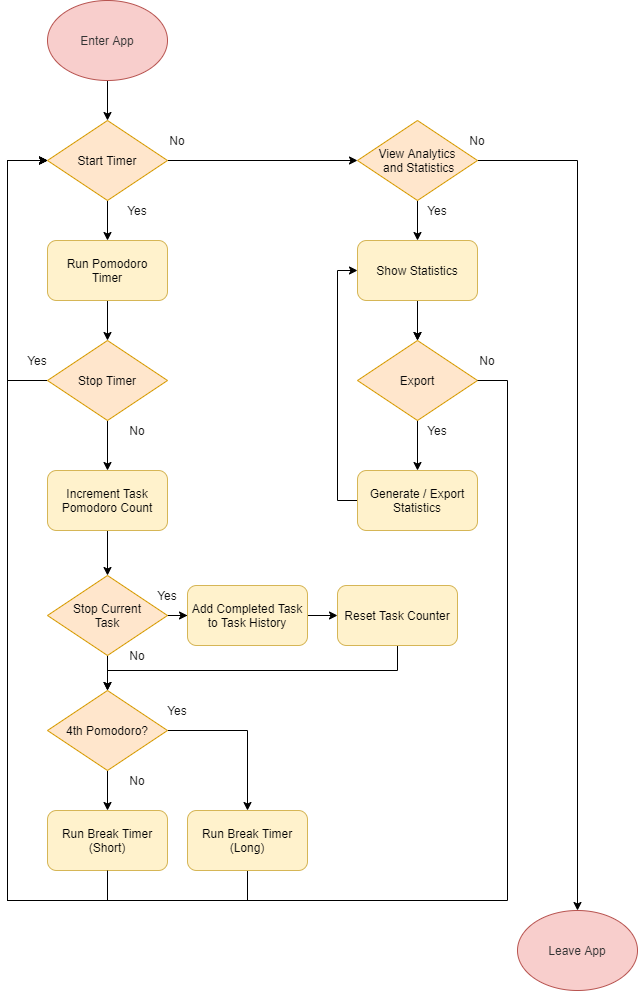 Enter App
Start Timer
No
View Analytics
and Statistics
No
Yes
Yes
Run Pomodoro
Timer
Show Statistics
Yes
Stop Timer
Export
No
No
Yes
Increment Task
Pomodoro Count
Generate / Export
Statistics
Stop Current
Task
Yes
Add Completed Task
to Task History
Reset Task Counter
No
4th Pomodoro?
Yes
No
Run Break Timer
(Short)
Run Break Timer
(Long)
Leave App